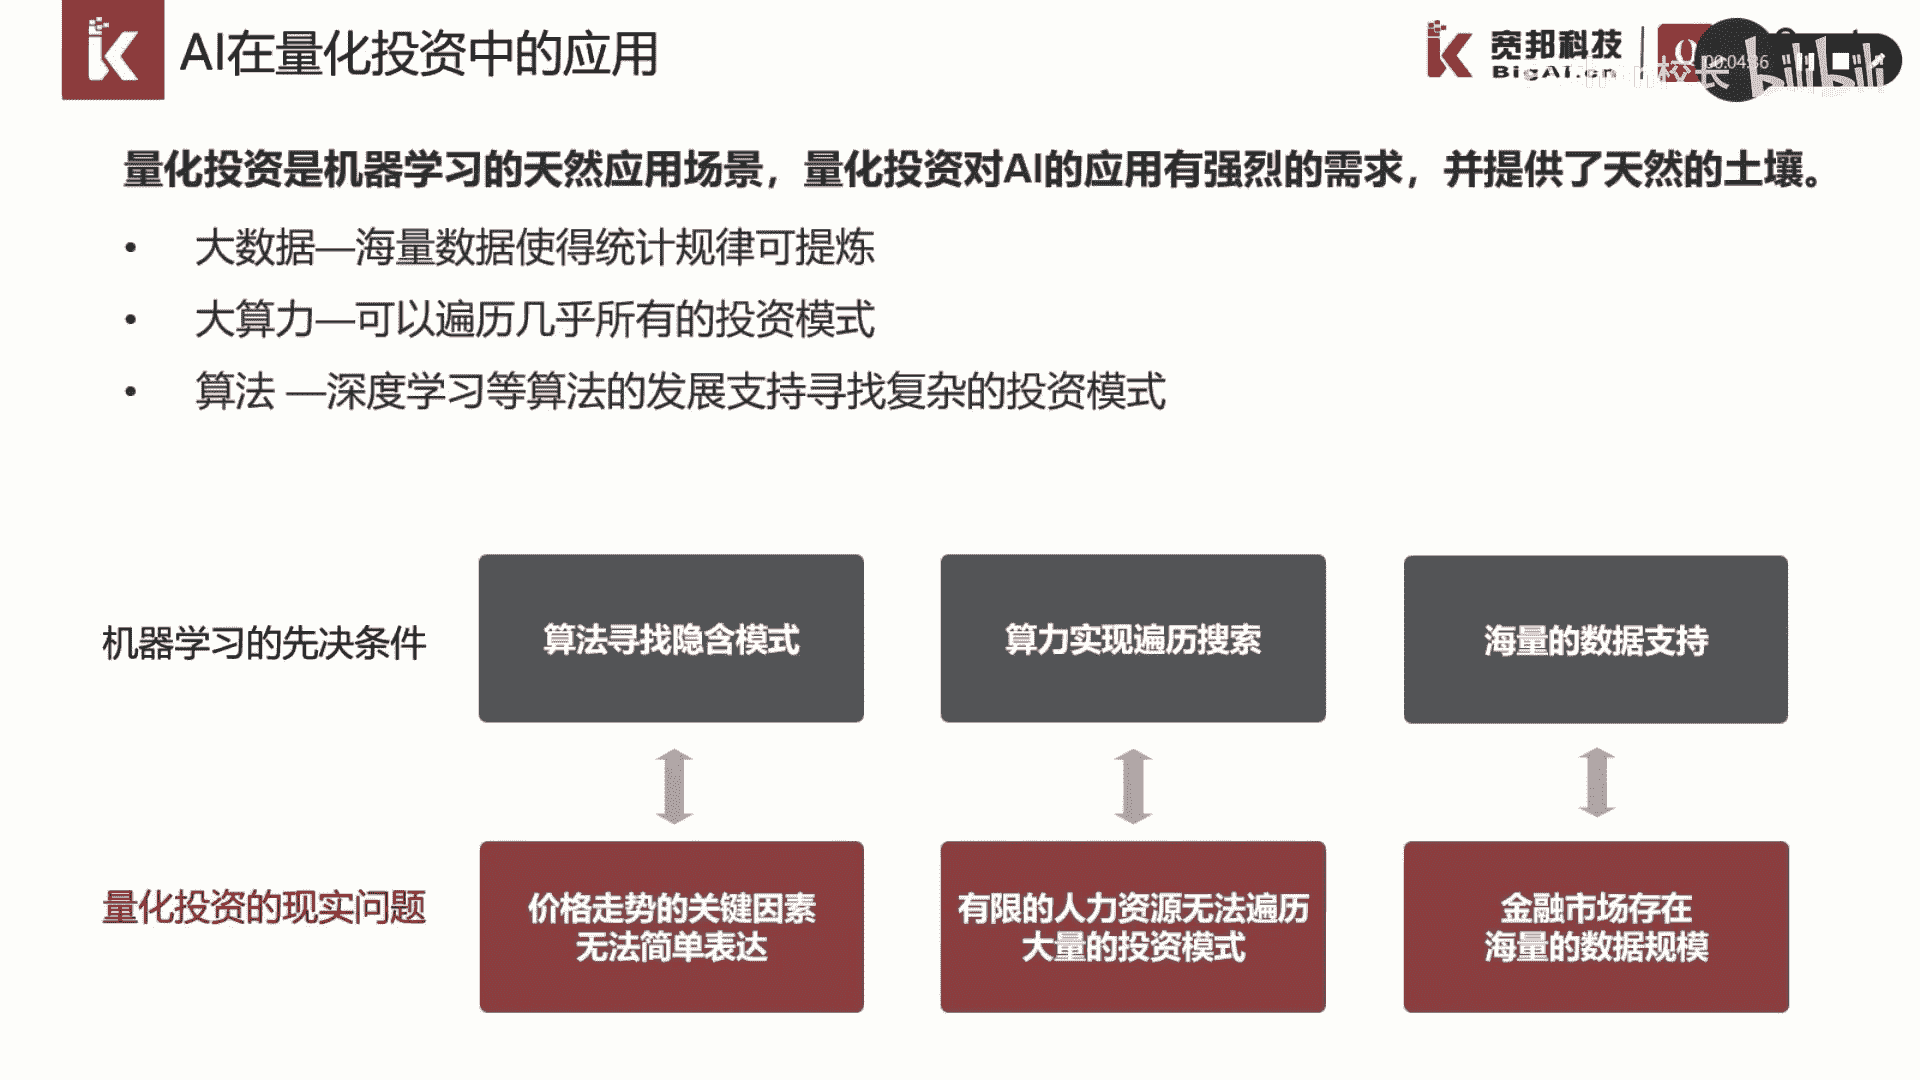 AI在量化投资中的应用
宽邦科技
BigAI.cn
校长
00:04:36
bilibili
量化投资是机器学习的天然应用场景，量化投资对AI的应用有强烈的需求，并提供了天然的土壤。
• 大数据—海量数据使得统计规律可提炼
• 大算力—可以遍历几乎所有的投资模式
• 算法 —深度学习等算法的发展支持寻找复杂的投资模式
机器学习的先决条件
算法寻找隐含模式
算力实现遍历搜索
海量的数据支持
量化投资的现实问题
价格走势的关键因素
无法简单表达
有限的人力资源无法遍历
大量的投资模式
金融市场存在
海量的数据规模